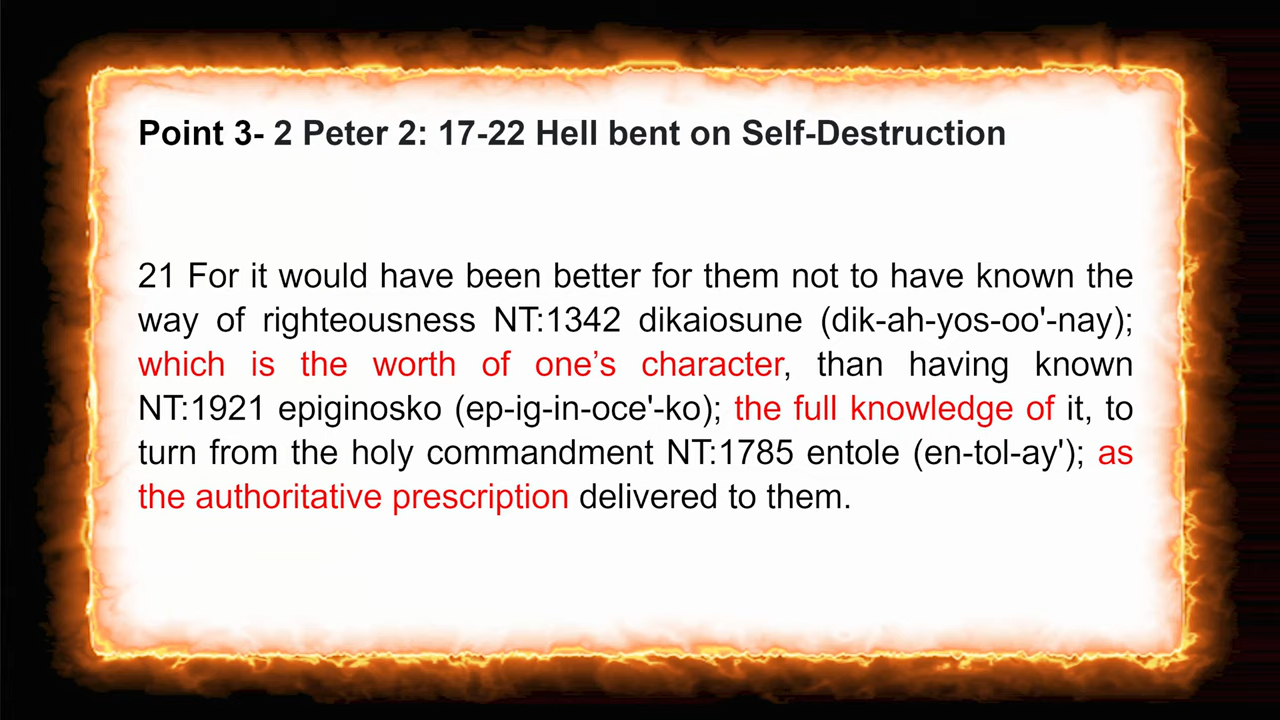 Point 3- 2 Peter 2: 17-22 Hell bent on Self-Destruction
21 For it would have been better for them not to have known the
way of righteousness NT:1342 dikaiosune (dik-ah-yos-oo'-nay);
which is the worth of one’s character, than having known
NT:1921 epiginosko (ep-ig-in-oce'-ko); the full knowledge of it, to
turn from the holy commandment NT:1785 entole (en-tol-ay'); as
the authoritative prescription delivered to them.